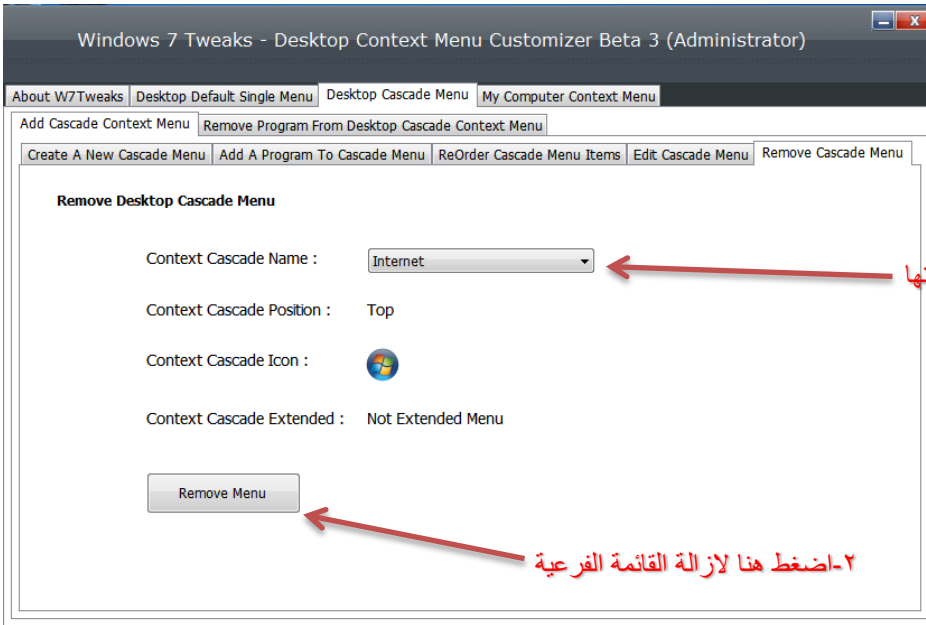 Windows 7 Tweaks - Desktop Context Menu Customizer Beta 3 (Administrator)
About W7Tweaks Desktop Default Single Menu Desktop Cascade Menu My Computer Context Menu
Add Cascade Context Menu Remove Program From Desktop Cascade Context Menu
Create A New Cascade Menu Add A Program To Cascade Menu ReOrder Cascade Menu Items Edit Cascade Menu Remove Cascade Menu
Remove Desktop Cascade Menu
Context Cascade Name : Internet
Context Cascade Position : Top
Context Cascade Icon :
Context Cascade Extended : Not Extended Menu
Remove Menu
٢-اضغط هنا لازالة القائمة الفرعية